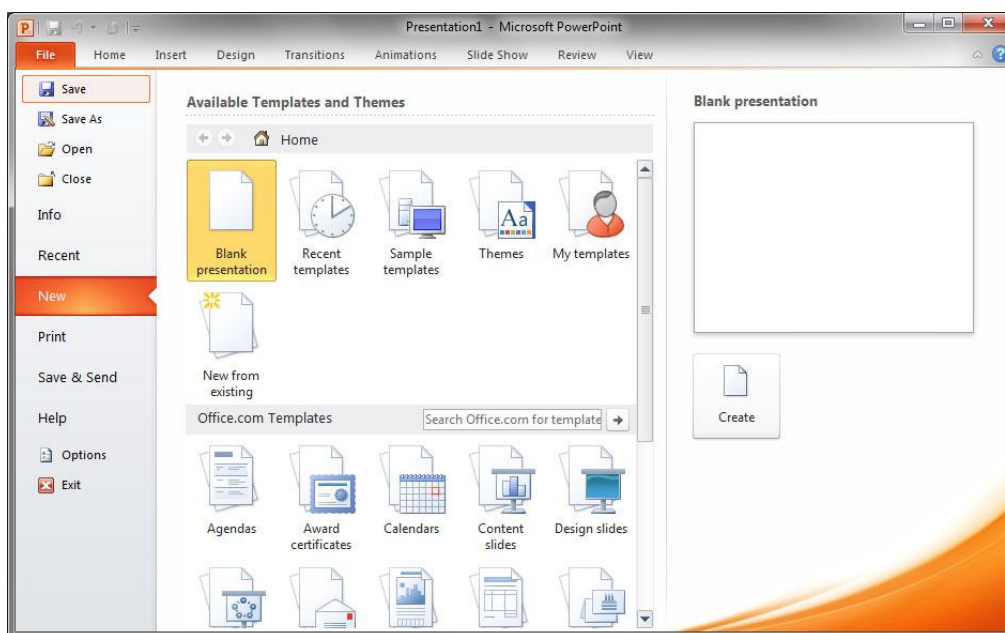 P
Presentation1 - Microsoft PowerPoint
File Home Insert Design Transitions Animations Slide Show Review View
?
Save
Save As
Open
Close
Info
Recent
New
Print
Save & Send
Help
Options
Exit
Available Templates and Themes
Home
Blank
presentation
Recent
templates
Sample
templates
Aa
Themes
My templates
New from
existing
Office.com Templates
Search Office.com for template
Agendas
Award
certificates
Calendars
Content
slides
Design slides
Blank presentation
Create